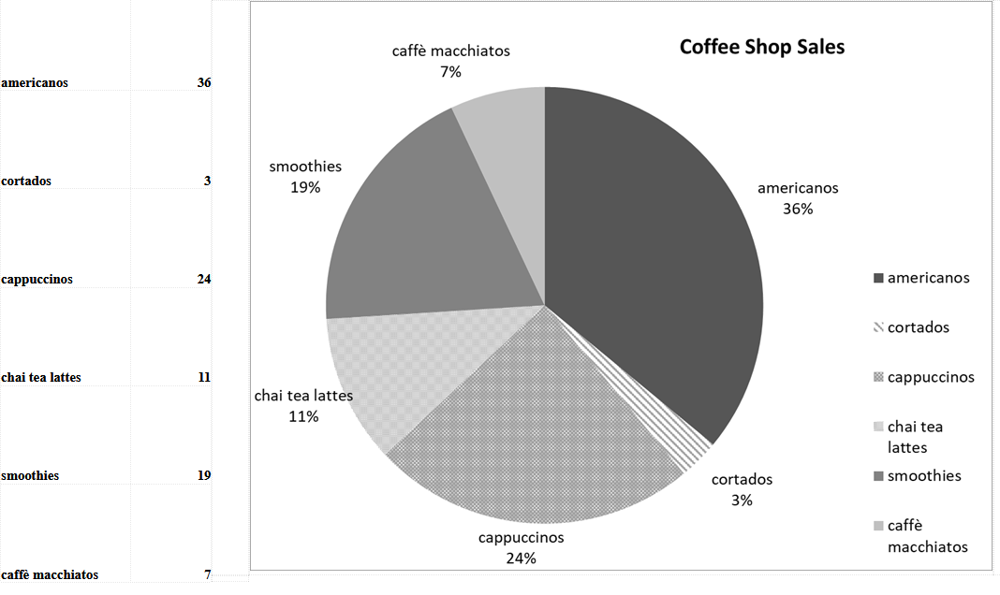 americanos 36
cortados 3
cappuccinos 24
chai tea lattes 11
smoothies 19
caffè macchiatos 7
Coffee Shop Sales
caffè macchiatos
7%
smoothies
19%
americanos
36%
chai tea lattes
11%
cortados
3%
cappuccinos
24%
americanos
cortados
cappuccinos
chai tea
lattes
smoothies
caffè
macchiatos